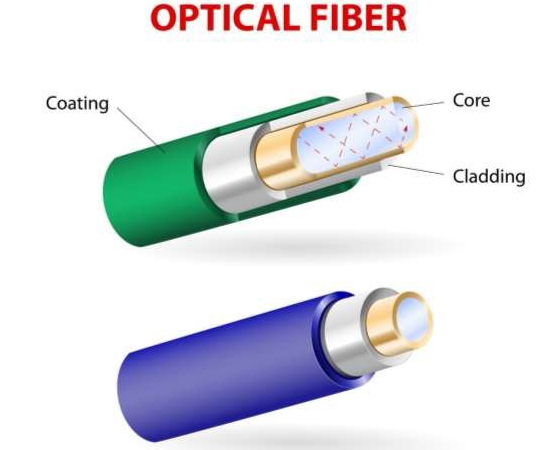 OPTICAL FIBER
Coating
Core
Cladding